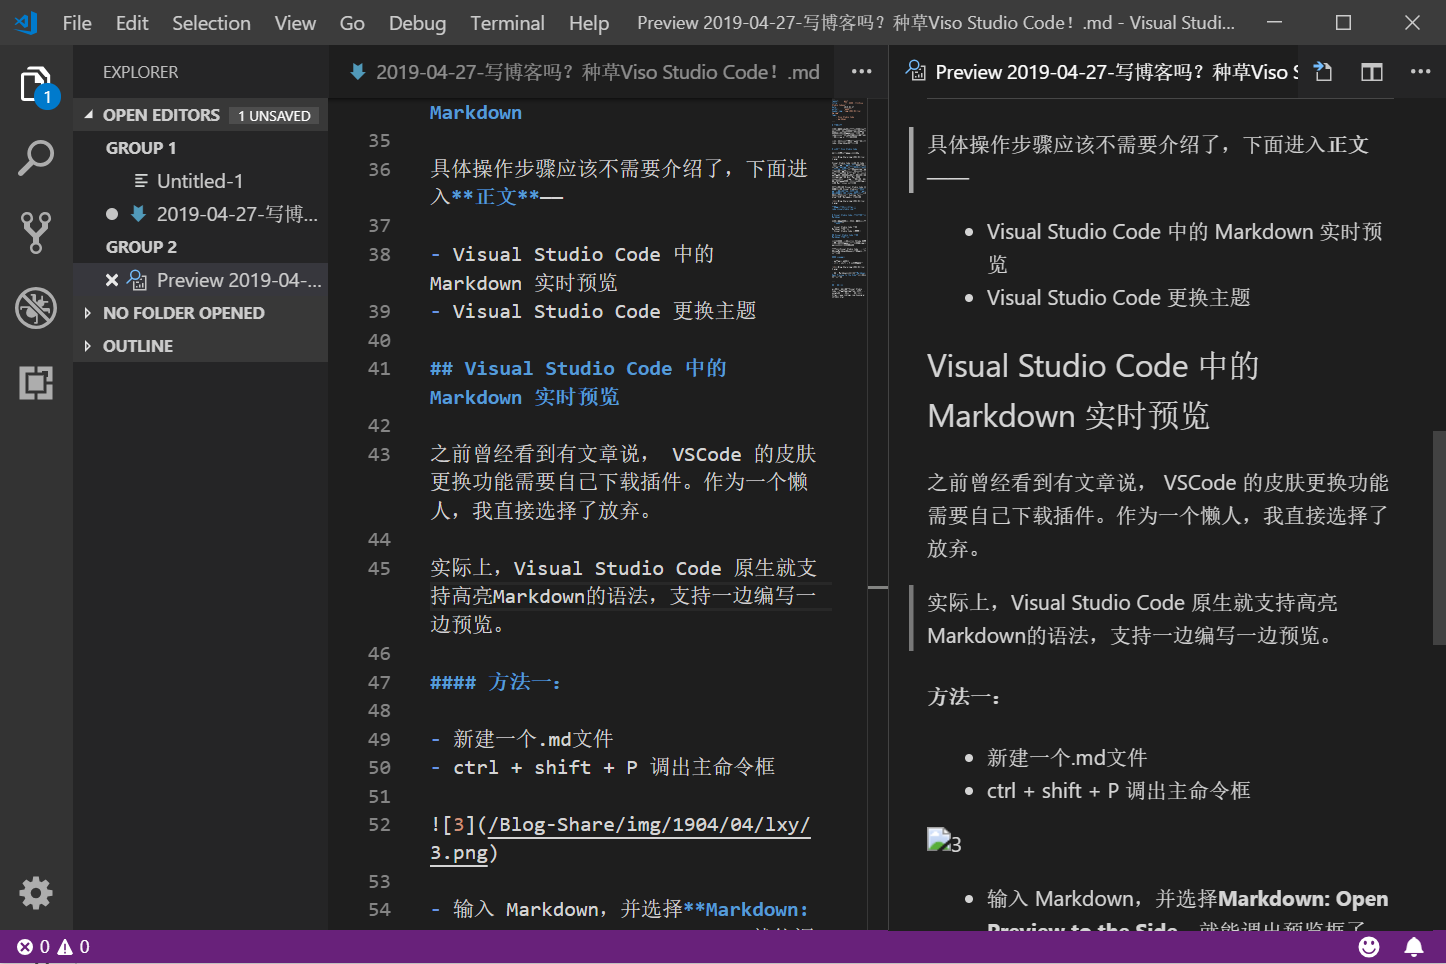 File Edit Selection View Go Debug Terminal Help Preview 2019-04-27-写博客吗？种草Viso Studio Code！.md - Visual Studi...
1
EXPLORER
OPEN EDITORS 1 UNSAVED
GROUP 1
Untitled-1
2019-04-27-写博...
GROUP 2
Preview 2019-04-...
NO FOLDER OPENED
OUTLINE
2019-04-27-写博客吗？种草Viso Studio Code！.md
Markdown
35
36 具体操作步骤应该不需要介绍了，下面进
入**正文**——
37
38 - Visual Studio Code 中的
Markdown 实时预览
39 - Visual Studio Code 更换主题
40
41 ## Visual Studio Code 中的
Markdown 实时预览
42
43 之前曾经看到有文章说， VSCode 的皮肤
更换功能需要自己下载插件。作为一个懒
人，我直接选择了放弃。
44
45 实际上，Visual Studio Code 原生就支
持高亮Markdown的语法，支持一边编写一
边预览。
46
47 #### 方法一：
48
49 - 新建一个.md文件
50 - ctrl + shift + P 调出主命令框
51
52 ![3](/Blog-Share/img/1904/04/lxy/
3.png)
53
54 - 输入 Markdown，并选择**Markdown:
Preview 2019-04-27-写博客吗？种草Viso S
具体操作步骤应该不需要介绍了，下面进入正文
——
Visual Studio Code 中的 Markdown 实时预
览
Visual Studio Code 更换主题
Visual Studio Code 中的
Markdown 实时预览
之前曾经看到有文章说， VSCode 的皮肤更换功能
需要自己下载插件。作为一个懒人，我直接选择了
放弃。
实际上，Visual Studio Code 原生就支持高亮
Markdown的语法，支持一边编写一边预览。
方法一：
新建一个.md文件
ctrl + shift + P 调出主命令框
3
输入 Markdown，并选择Markdown: Open
Preview to the Side，就能调出预览框了
0 0